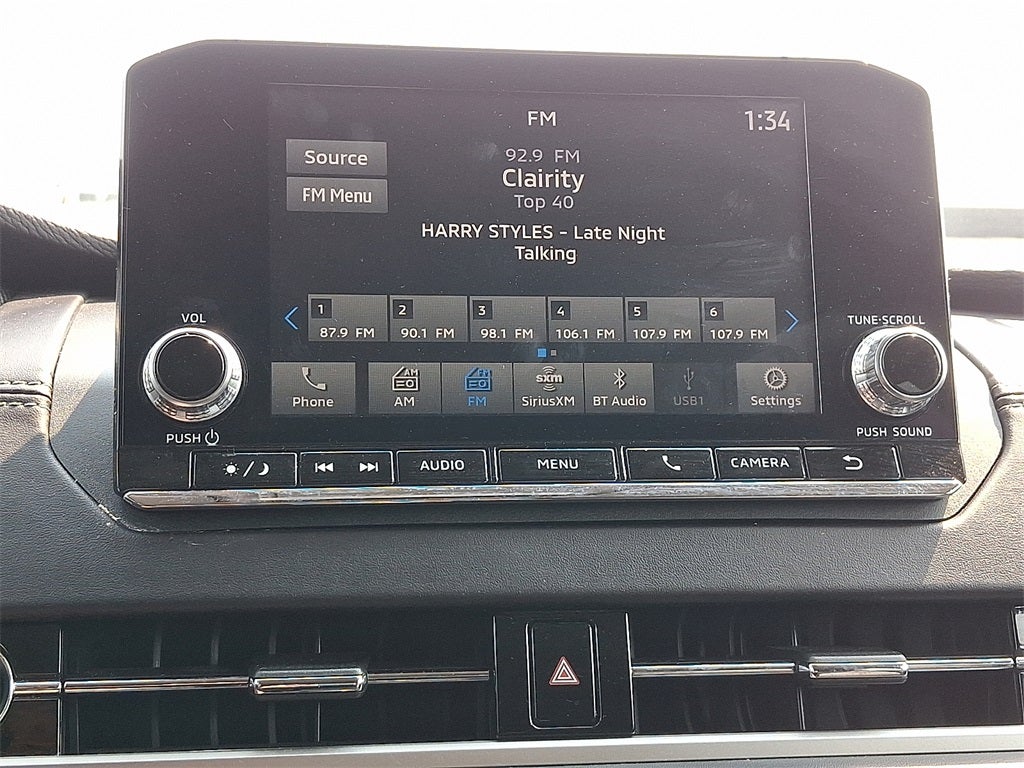 FM
1:34
Source
92.9 FM
Clairity
FM Menu
Top 40
HARRY STYLES - Late Night
Talking
1 87.9 FM
2 90.1 FM
3 98.1 FM
4 106.1 FM
5 107.9 FM
6 107.9 FM
VOL
TUNE·SCROLL
Phone
AM
AM
FM
FM
sxm
SiriusXM
BT Audio
USB1
Settings
PUSH
PUSH SOUND
AUDIO
MENU
CAMERA